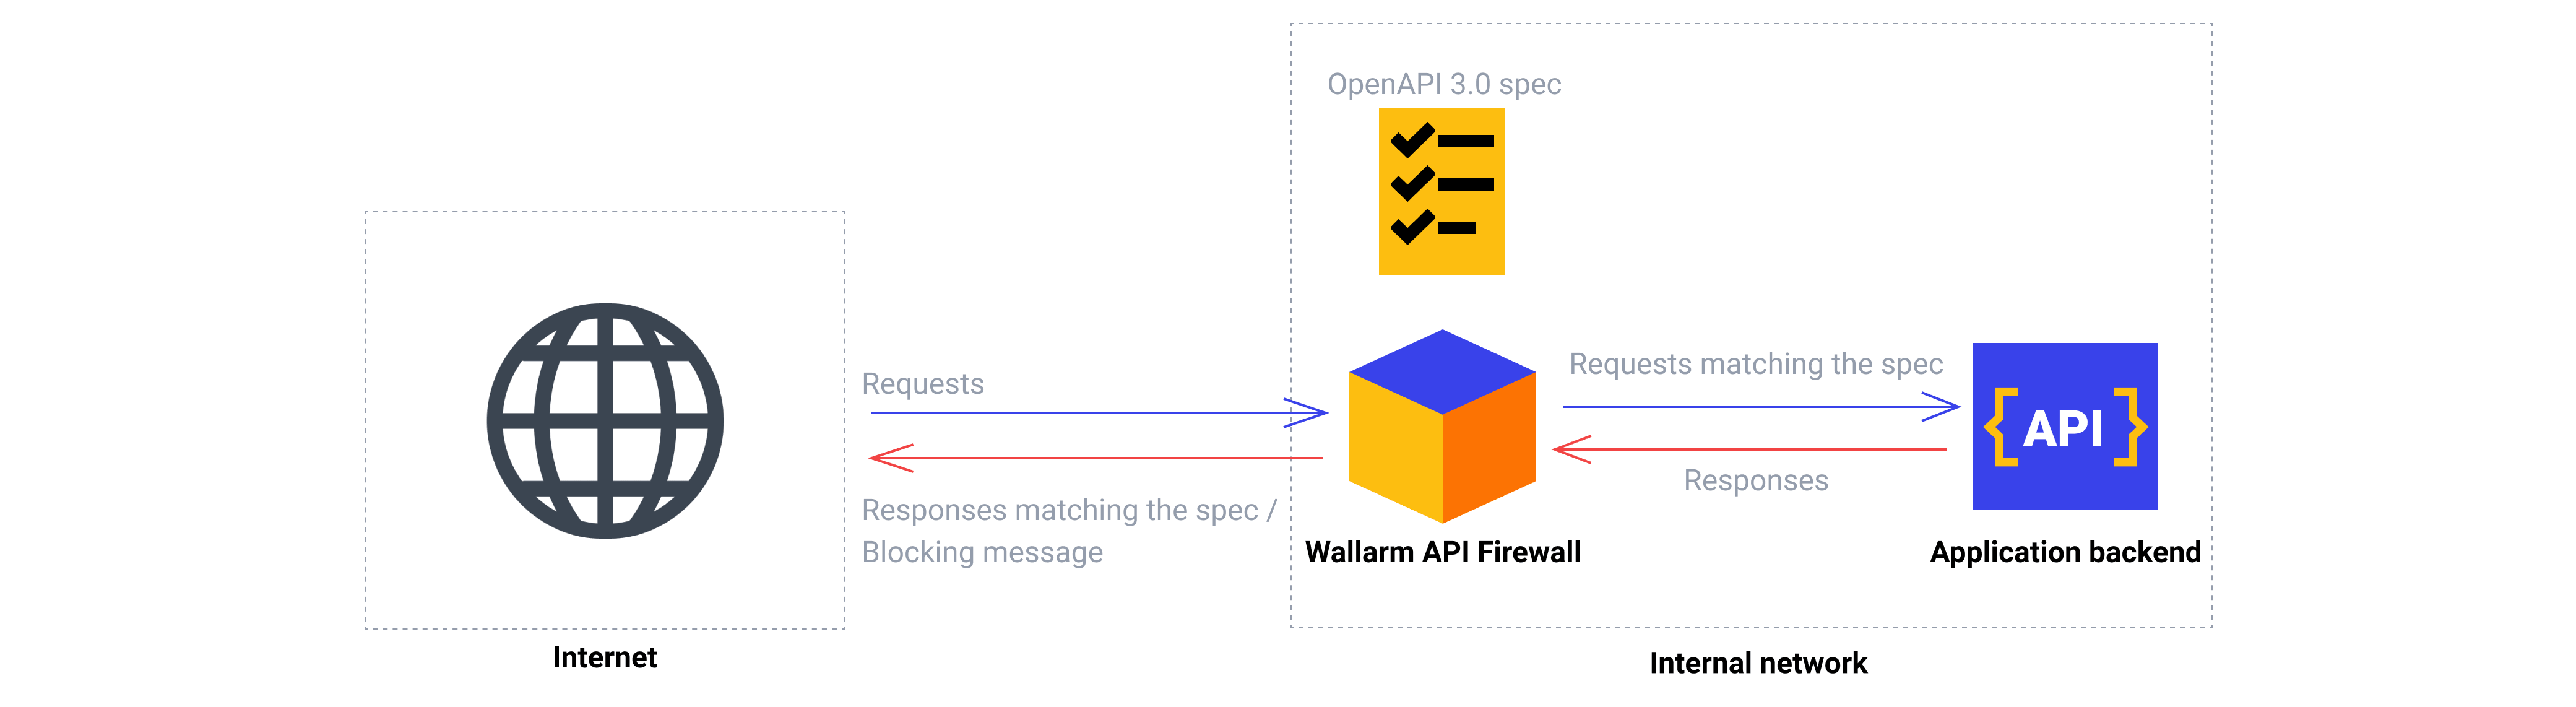 OpenAPI 3.0 spec
Requests
Responses matching the spec /
Blocking message
Requests matching the spec
Responses
{API}
Wallarm API Firewall
Application backend
Internet
Internal network